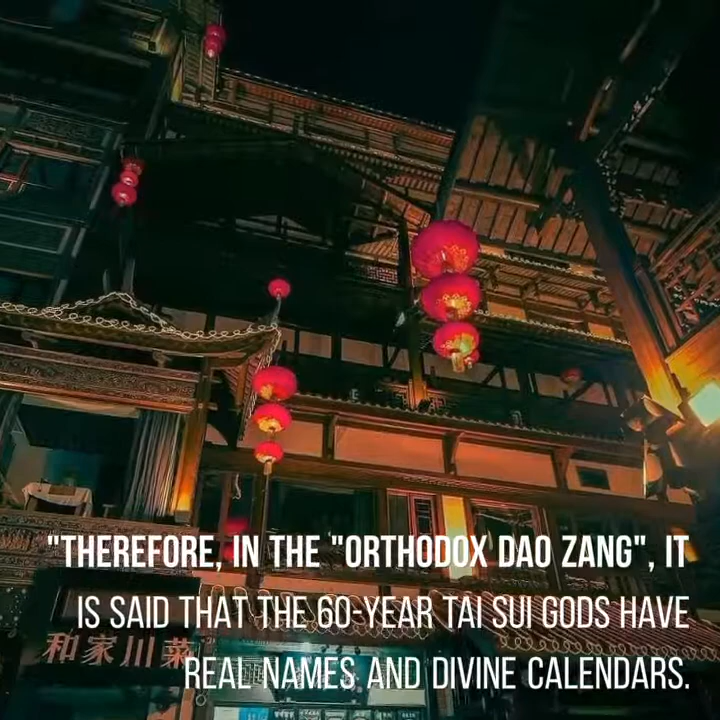 "THEREFORE, IN THE "ORTHODOX DAO ZANG", IT
IS SAID THAT THE 60-YEAR TAI SUI GODS HAVE
和家川菜
REAL NAMES AND DIVINE CALENDARS.